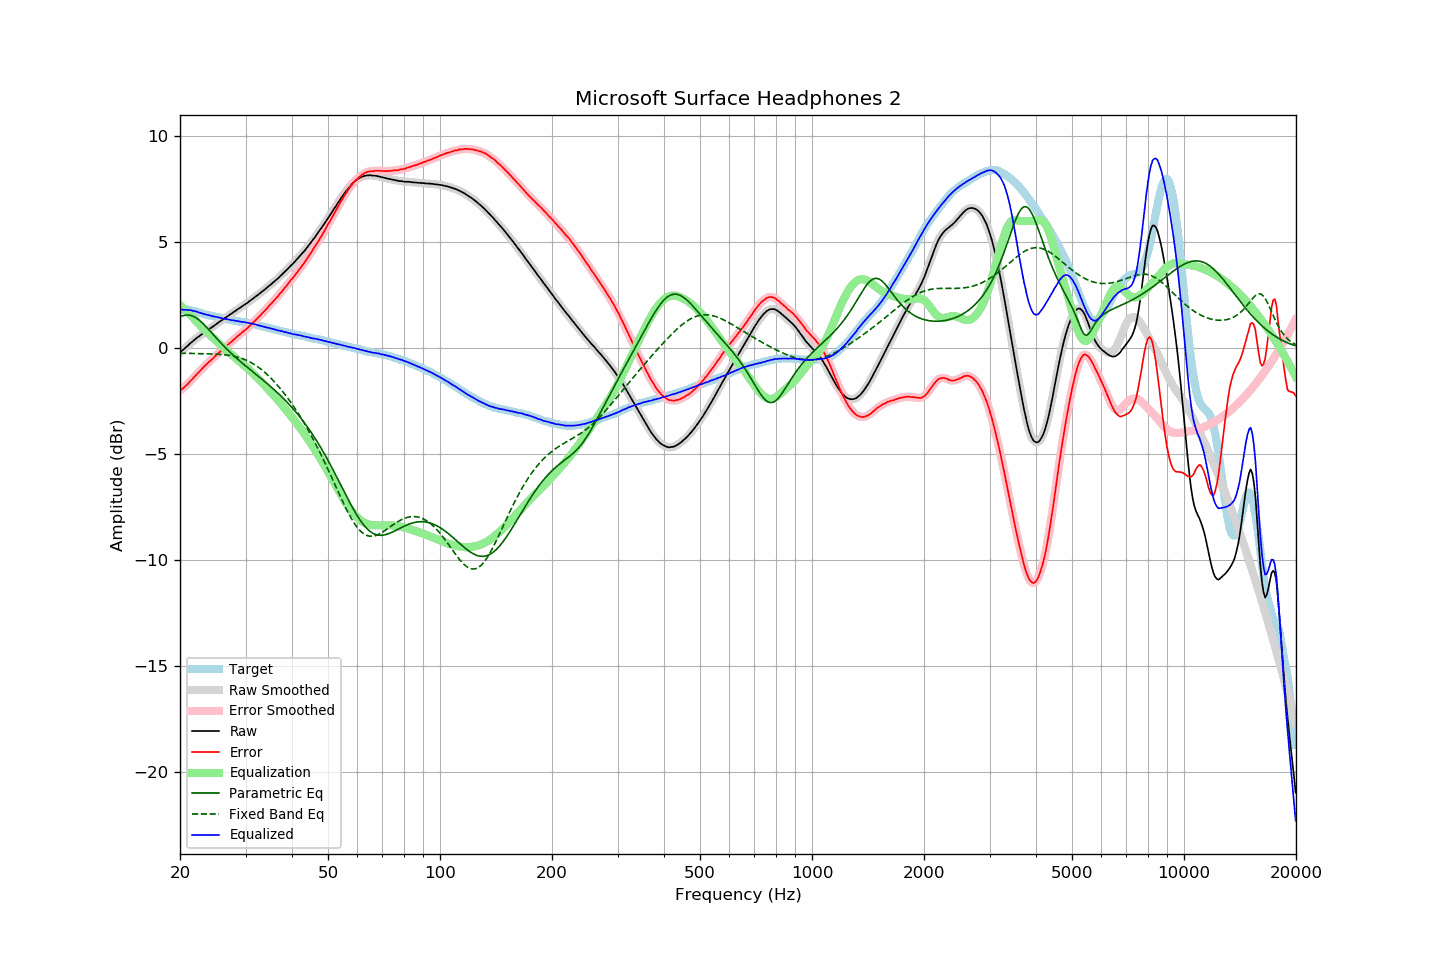 Microsoft Surface Headphones 2
10
5
0
−5
−10
−15
−20
Amplitude (dBr)
Target
Raw Smoothed
Error Smoothed
Raw
Error
Equalization
Parametric Eq
Fixed Band Eq
Equalized
20 50 100 200 500 1000 2000 5000 10000 20000
Frequency (Hz)